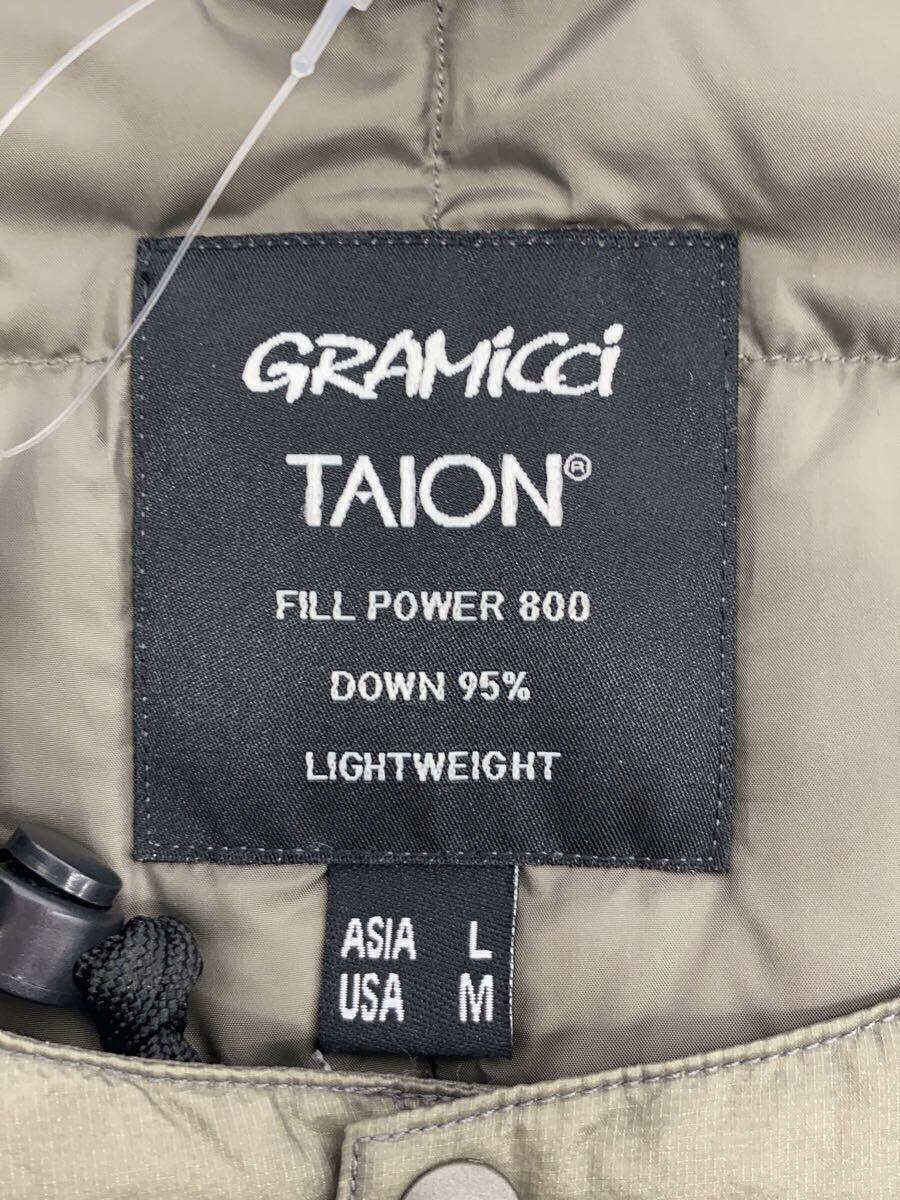 GRAMiCCi
TAION®
FILL POWER 800
DOWN 95%
LIGHTWEIGHT
ASIA L
USA M